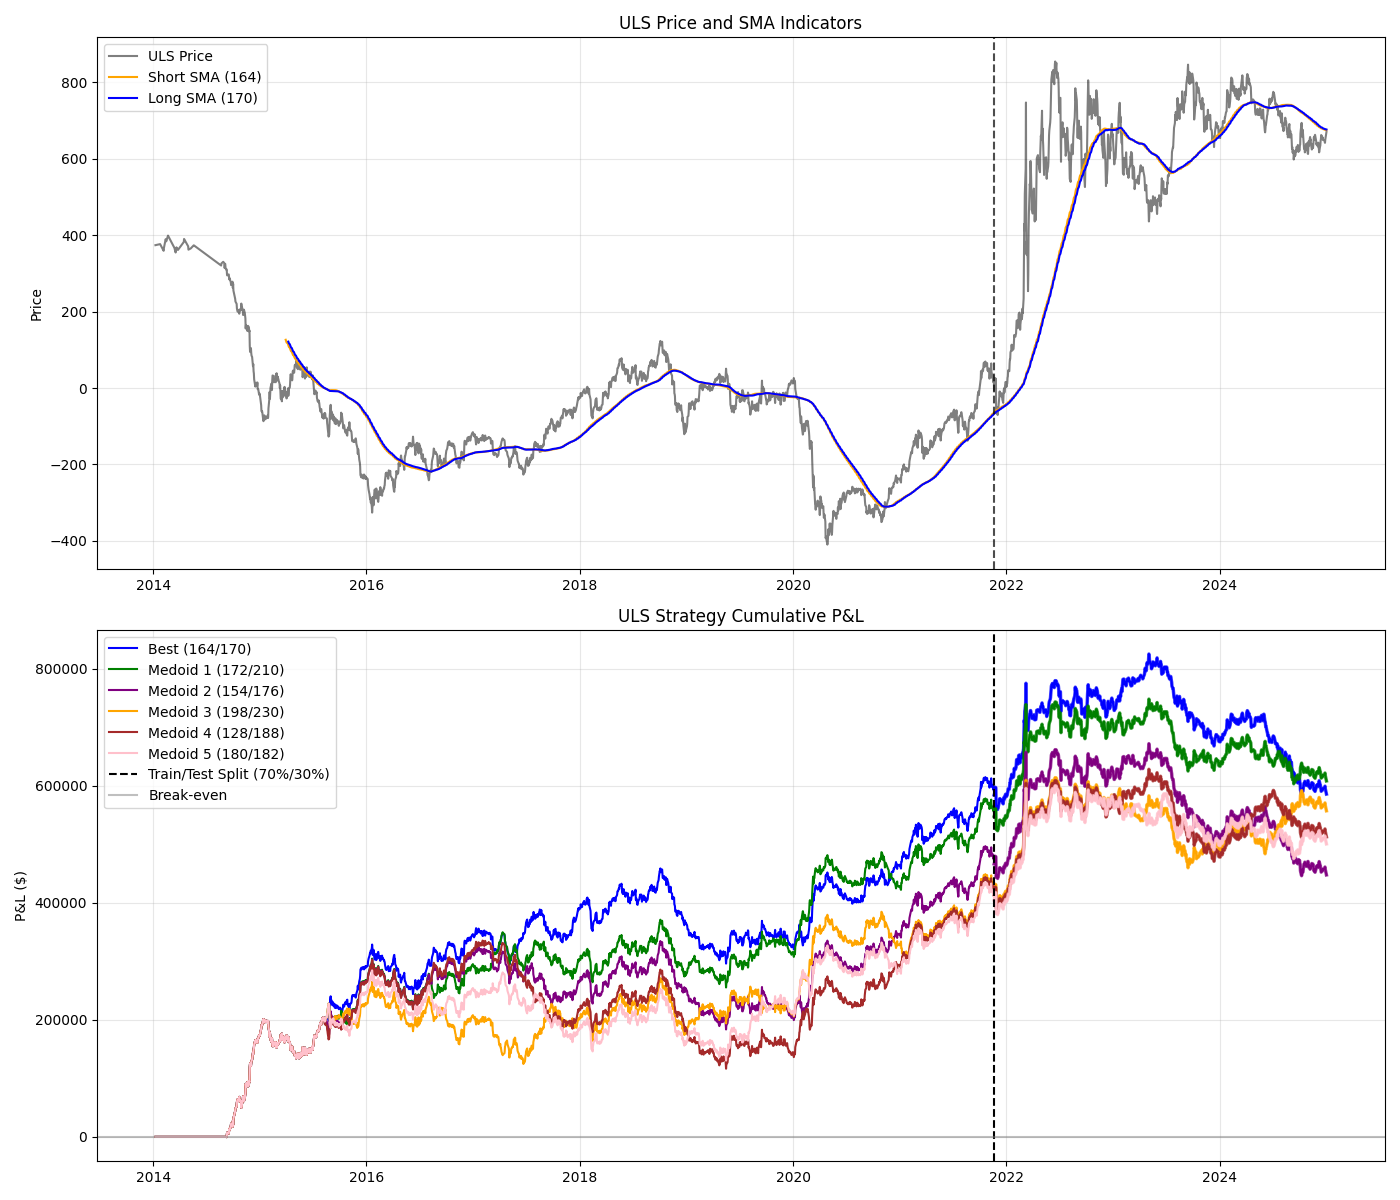 ULS Price and SMA Indicators
ULS Price
Short SMA (164)
Long SMA (170)
Price
800
600
400
200
0
−200
−400
2014
2016
2018
2020
2022
2024
ULS Strategy Cumulative P&L
Best (164/170)
Medoid 1 (172/210)
Medoid 2 (154/176)
Medoid 3 (198/230)
Medoid 4 (128/188)
Medoid 5 (180/182)
Train/Test Split (70%/30%)
Break-even
P&L ($)
800000
600000
400000
200000
0
2014
2016
2018
2020
2022
2024